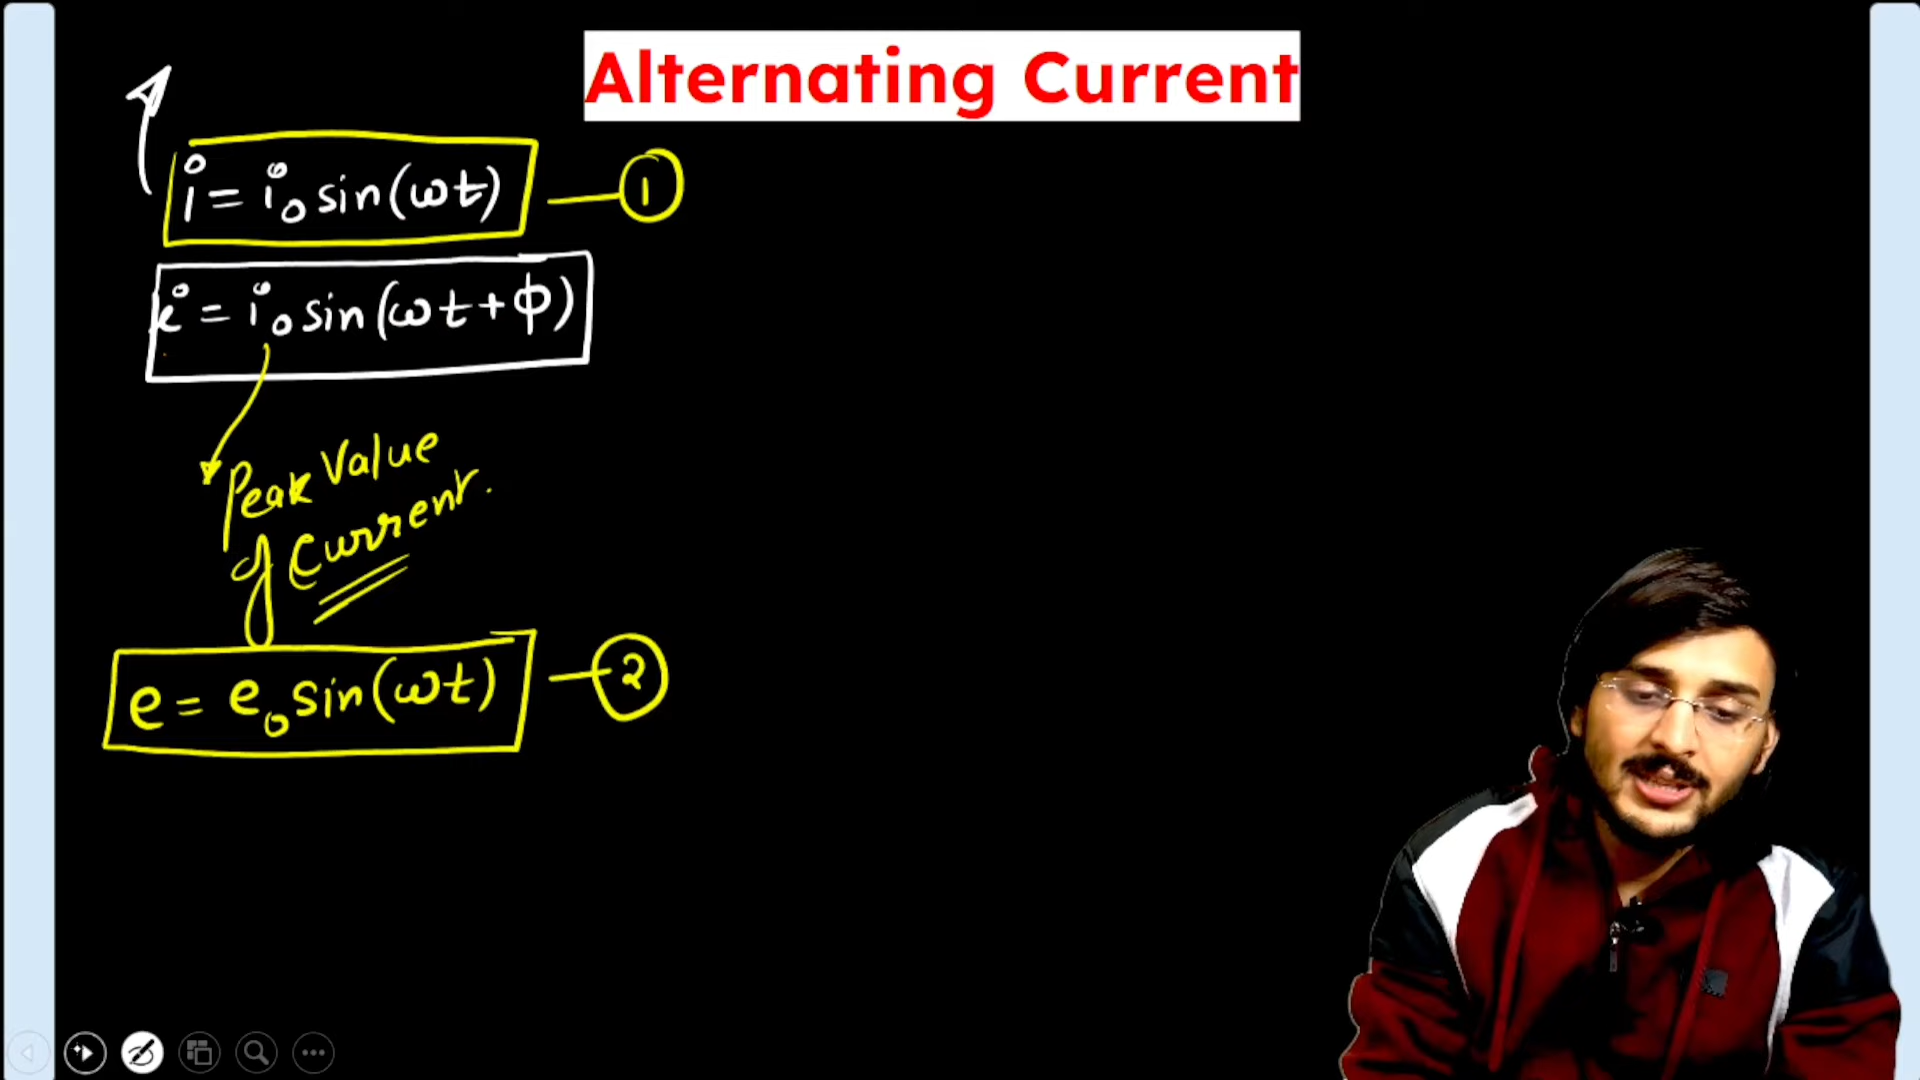 Alternating Current
i = i₀ sin(ωt) — ①
i = i₀ sin(ωt + ϕ)
Peak Value
of Current.
e = e₀ sin(ωt) — ②